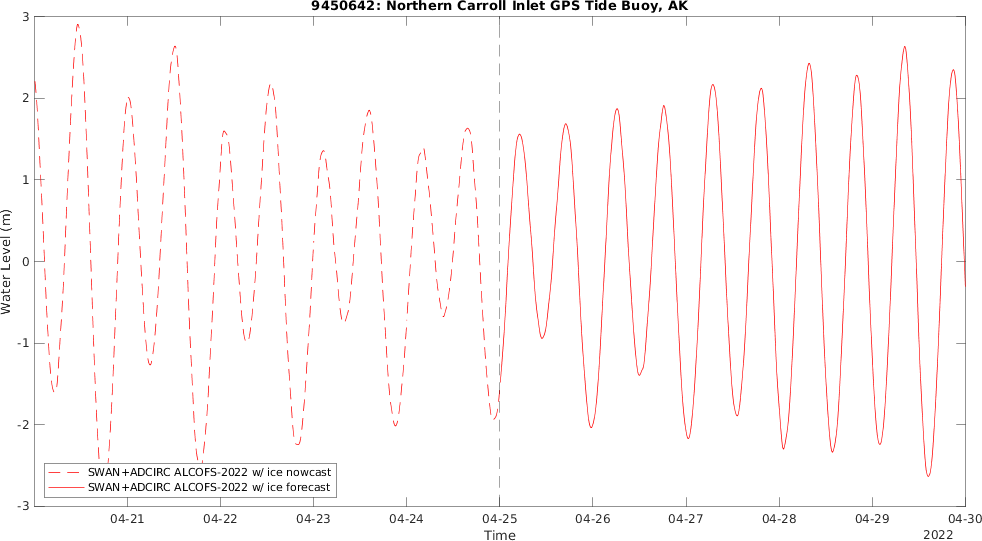 9450642: Northern Carroll Inlet GPS Tide Buoy, AK
3
2
1
0
-1
-2
-3
Water Level (m)
SWAN+ADCIRC ALCOFS-2022 w/ ice nowcast
SWAN+ADCIRC ALCOFS-2022 w/ ice forecast
04-21 04-22 04-23 04-24 04-25 04-26 04-27 04-28 04-29 04-30
Time
2022